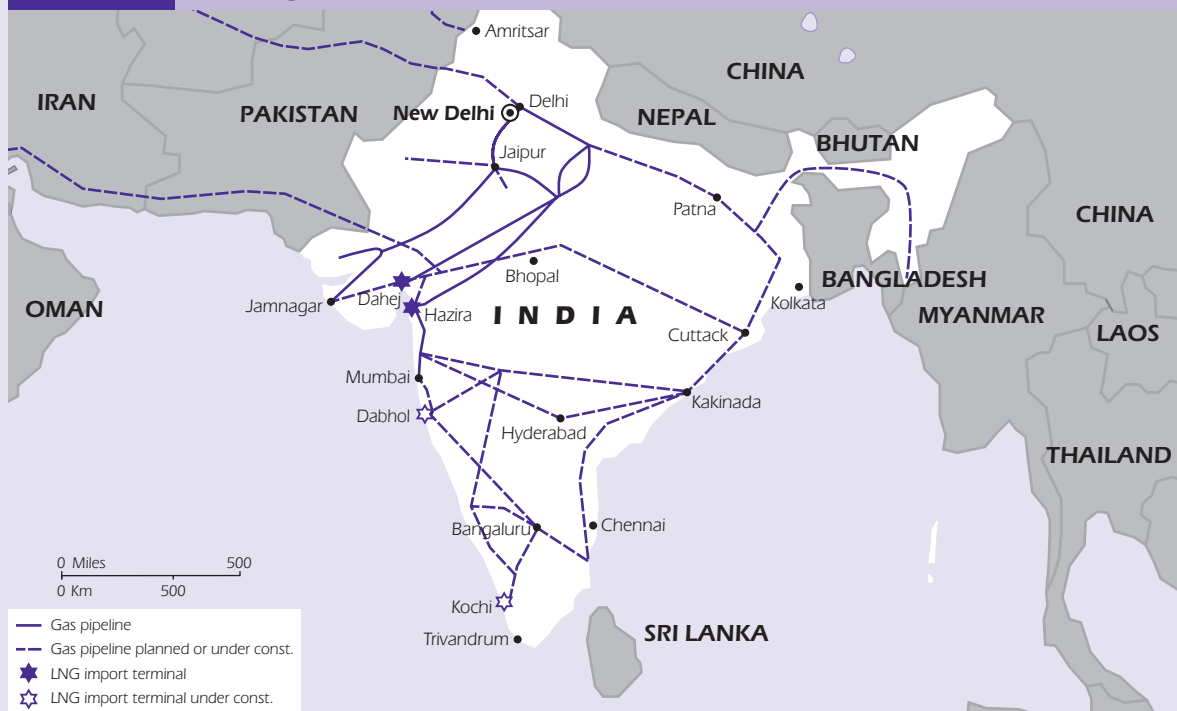 Amritsar
CHINA
IRAN
PAKISTAN
New Delhi
Delhi
NEPAL
BHUTAN
Jaipur
Patna
CHINA
BANGLADESH
Bhopal
Kolkata
OMAN
Jamnagar
Dahej
Hazira
INDIA
MYANMAR
LAOS
Cuttack
Mumbai
Kakinada
Dabhol
Hyderabad
THAILAND
Bangaluru
Chennai
0 Miles 500
0 Km 500
Kochi
SRI LANKA
Trivandrum
Gas pipeline
Gas pipeline planned or under const.
LNG import terminal
LNG import terminal under const.